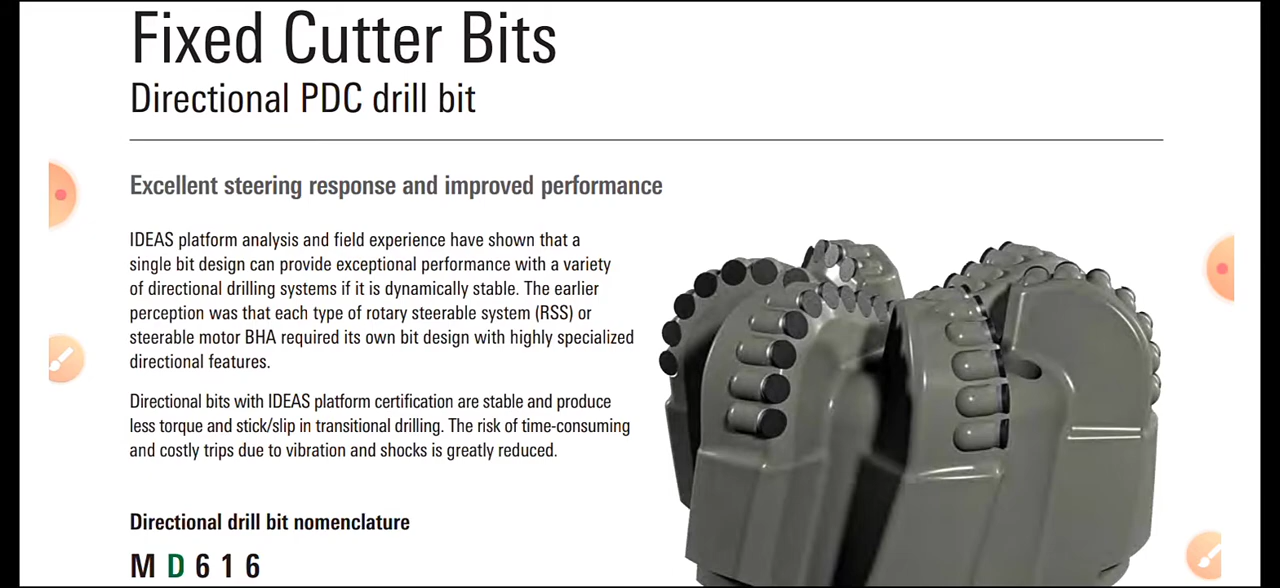 Fixed Cutter Bits
Directional PDC drill bit
Excellent steering response and improved performance
IDEAS platform analysis and field experience have shown that a
single bit design can provide exceptional performance with a variety
of directional drilling systems if it is dynamically stable. The earlier
perception was that each type of rotary steerable system (RSS) or
steerable motor BHA required its own bit design with highly specialized
directional features.
Directional bits with IDEAS platform certification are stable and produce
less torque and stick/slip in transitional drilling. The risk of time-consuming
and costly trips due to vibration and shocks is greatly reduced.
Directional drill bit nomenclature
M D 6 1 6